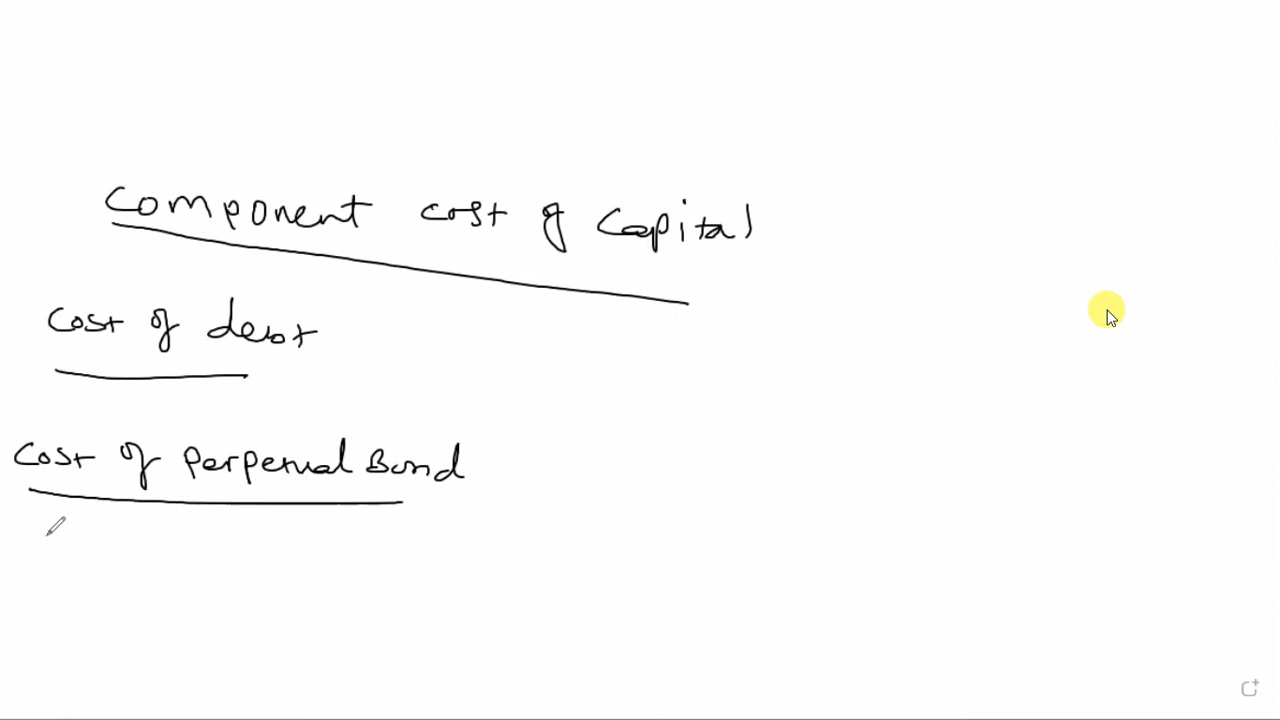 Component cost of Capital
Cost of debt
Cost of Perpetual Bond